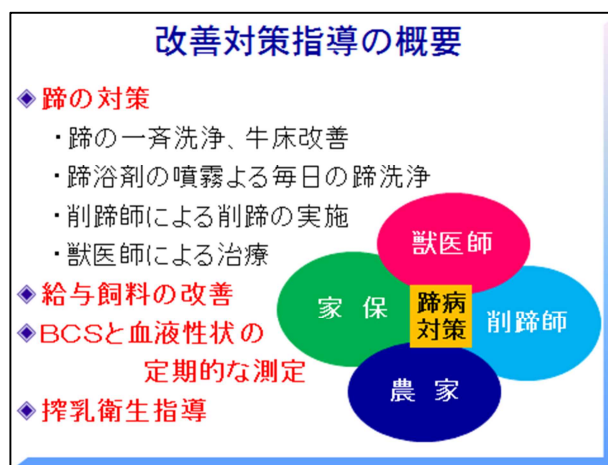 改善対策指導の概要
◈蹄の対策
・蹄の一斉洗浄、牛床改善
・蹄浴剤の噴霧よる毎日の蹄洗浄
・削蹄師による削蹄の実施
・獣医師による治療
◈給与飼料の改善
◈BCSと血液性状の
定期的な測定
◈搾乳衛生指導
獣医師
家 保
蹄病
対策
削蹄師
農 家